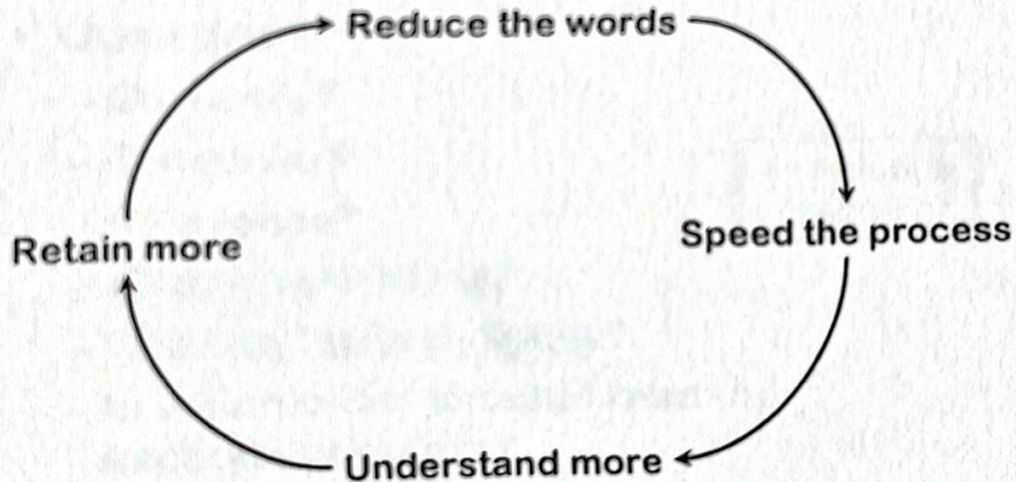 Reduce the words
Speed the process
Understand more
Retain more